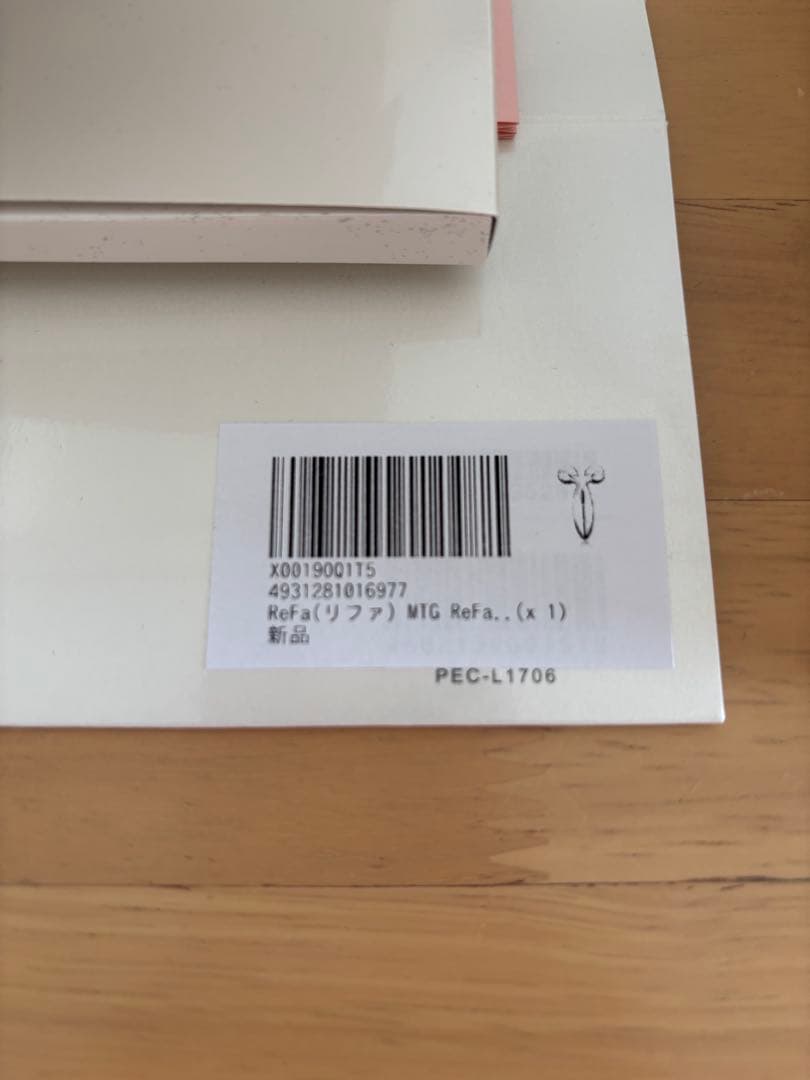 X00190Q1T5
4931281016977
ReFa(リファ) MTG ReFa..(x 1)
新品
PEC-L1706